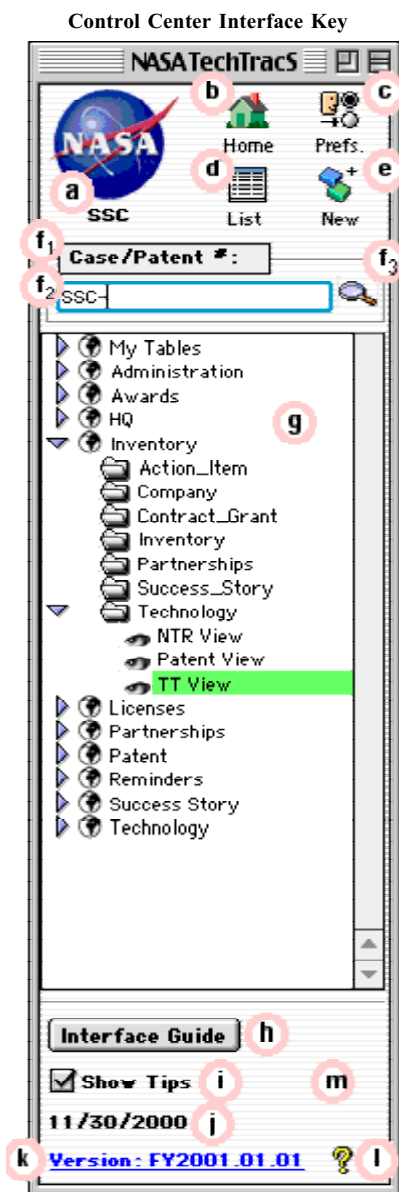 Control Center Interface Key
NASATechTracS
b
c
NASA
Home
Prefs.
a
d
e
SSC
List
New
f1
Case/Patent #:
f3
f2
SSC-
My Tables
Administration
Awards
HQ
g
Inventory
Action_Item
Company
Contract_Grant
Inventory
Partnerships
Success_Story
Technology
NTR View
Patent View
TT View
Licenses
Partnerships
Patent
Reminders
Success Story
Technology
Interface Guide
h
Show Tips
i
m
11/30/2000
j
k
Version: FY2001.01.01
?
l